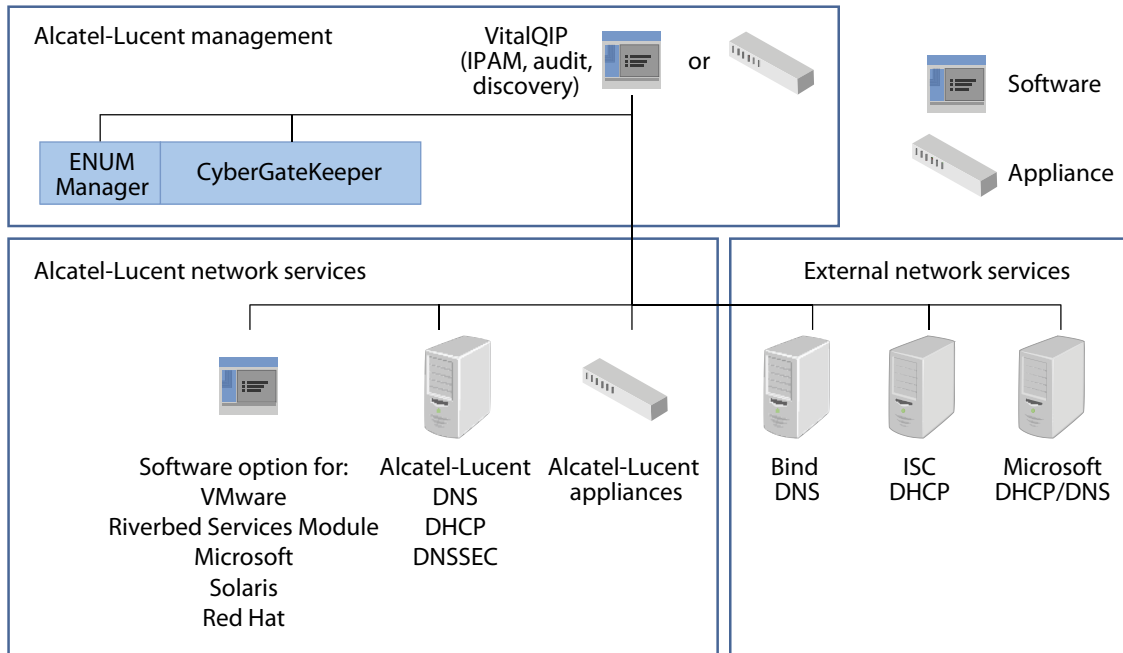 Alcatel-Lucent management
VitalQIP
(IPAM, audit,
discovery)
or
Software
Appliance
ENUM
Manager
CyberGateKeeper
Alcatel-Lucent network services
External network services
Software option for:
VMware
Riverbed Services Module
Microsoft
Solaris
Red Hat
Alcatel-Lucent
DNS
DHCP
DNSSEC
Alcatel-Lucent
appliances
Bind
DNS
ISC
DHCP
Microsoft
DHCP/DNS